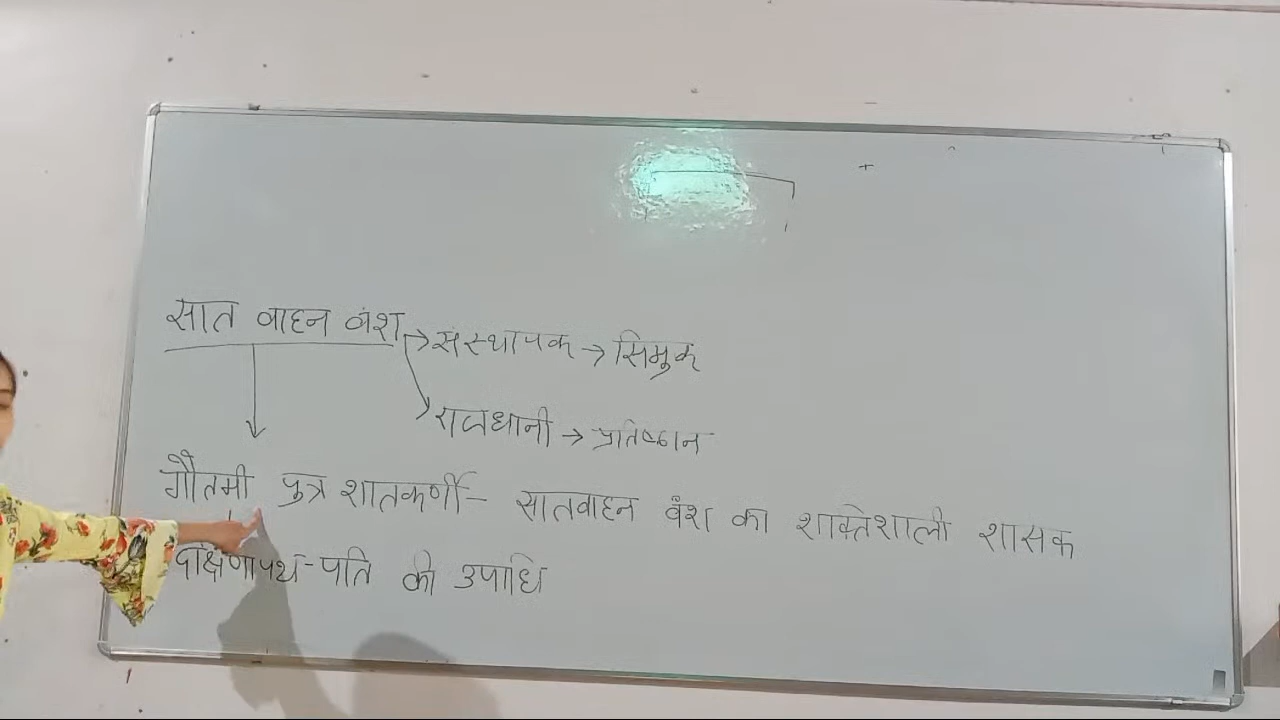 सात वाहन वंश → संस्थापक → सिमुक
राजधानी → प्रतिष्ठान
गौतमी पुत्र शातकर्णी - सातवाहन वंश का शक्तिशाली शासक
दक्षिणापथ-पति की उपाधि